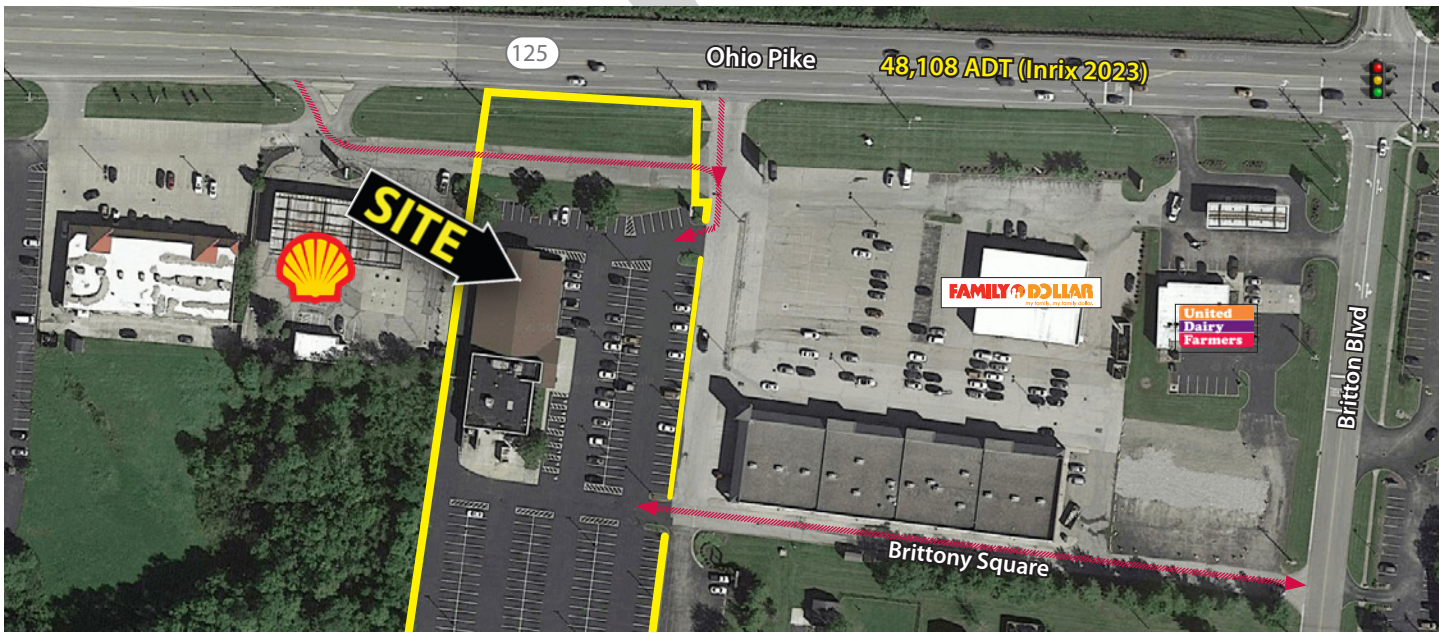 125
Ohio Pike
48,108 ADT (Inrix 2023)
SITE
FAMILY DOLLAR
my family, my family dollar.
United
Dairy
Farmers
Britton Blvd
Brittony Square